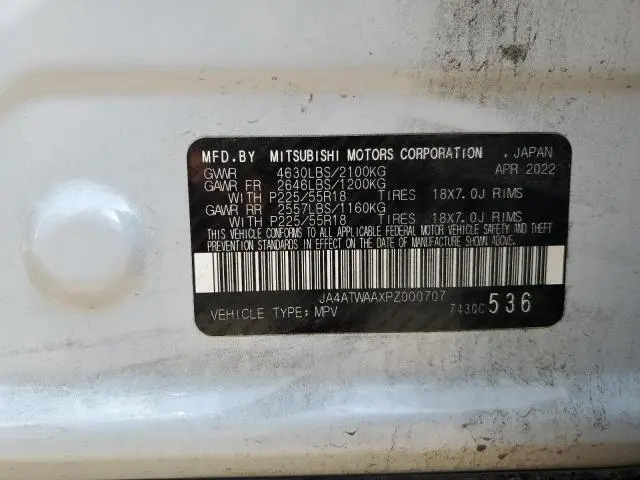 MFD.BY MITSUBISHI MOTORS CORPORATION , JAPAN
GVWR 4630LBS/2100KG APR 2022
GAWR FR 2646LBS/1200KG
WITH P225/55R18 TIRES 18X7.0J RIMS
GAWR RR 2557LBS/1160KG
WITH P225/55R18 TIRES 18X7.0J RIMS
THIS VEHICLE CONFORMS TO ALL APPLICABLE FEDERAL MOTOR VEHICLE SAFETY AND THEFT
PREVENTION STANDARDS IN EFFECT ON THE DATE OF MANUFACTURE SHOWN ABOVE.
JA4ATWAAXPZ000707
VEHICLE TYPE: MPV 7430C 536